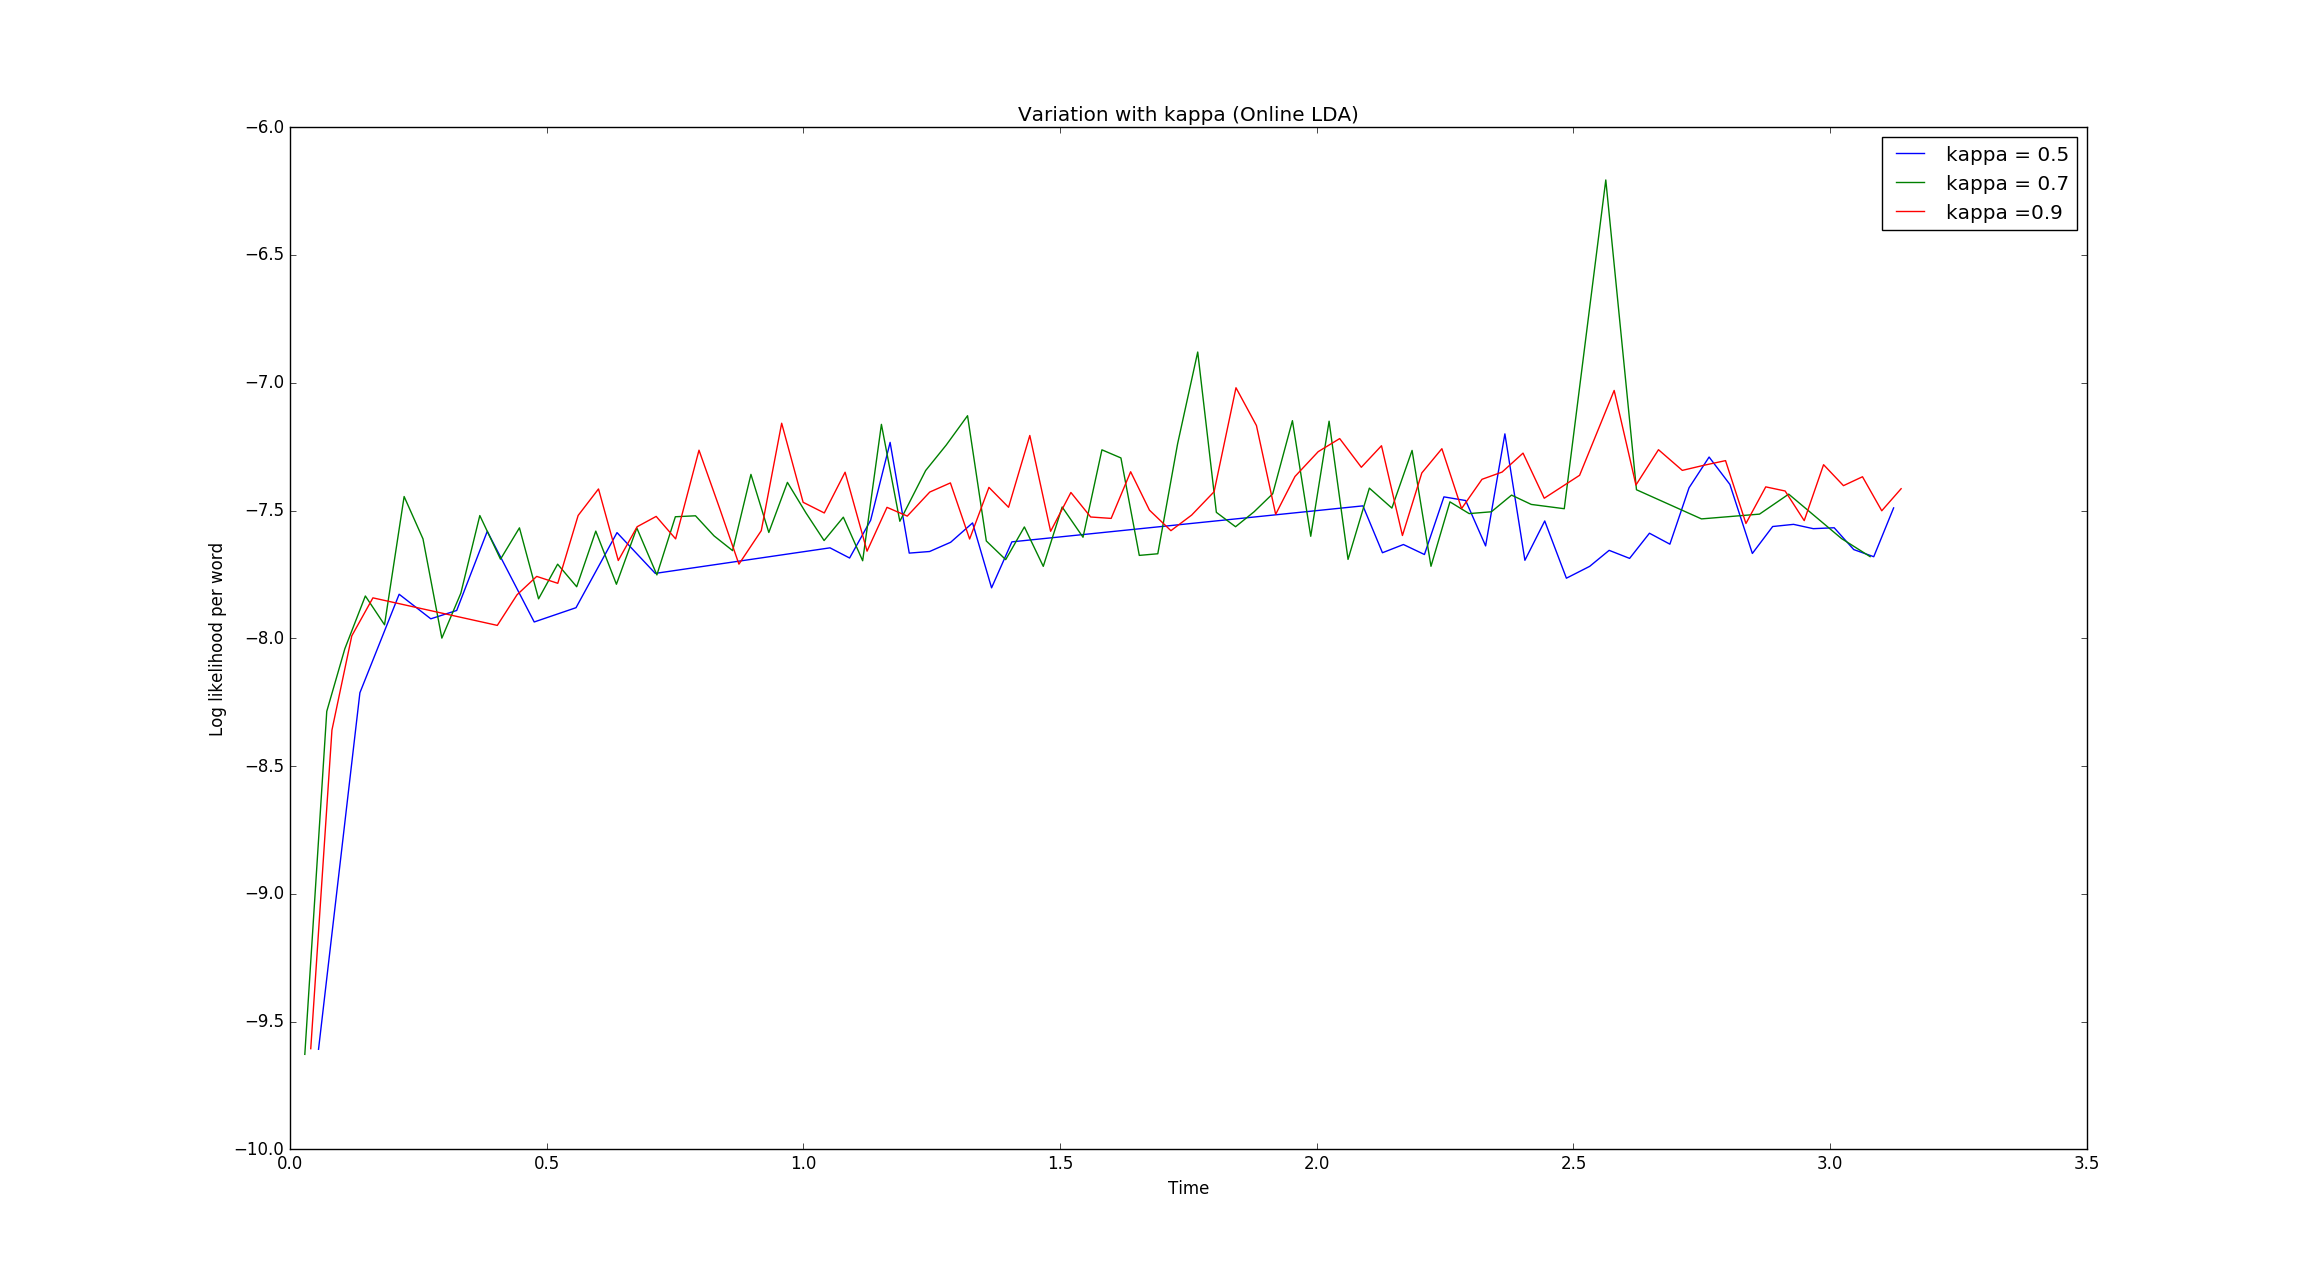 Variation with kappa (Online LDA)
−6.0
−6.5
−7.0
−7.5
−8.0
−8.5
−9.0
−9.5
−10.0
Log likelihood per word
kappa = 0.5
kappa = 0.7
kappa =0.9
0.0 0.5 1.0 1.5 2.0 2.5 3.0 3.5
Time